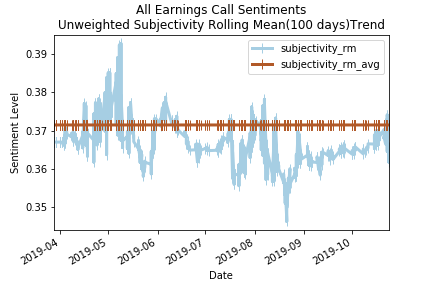 All Earnings Call Sentiments
Unweighted Subjectivity Rolling Mean(100 days)Trend
subjectivity_rm
subjectivity_rm_avg
Sentiment Level
0.39
0.38
0.37
0.36
0.35
2019-04
2019-05
2019-06
2019-07
2019-08
2019-09
2019-10
Date